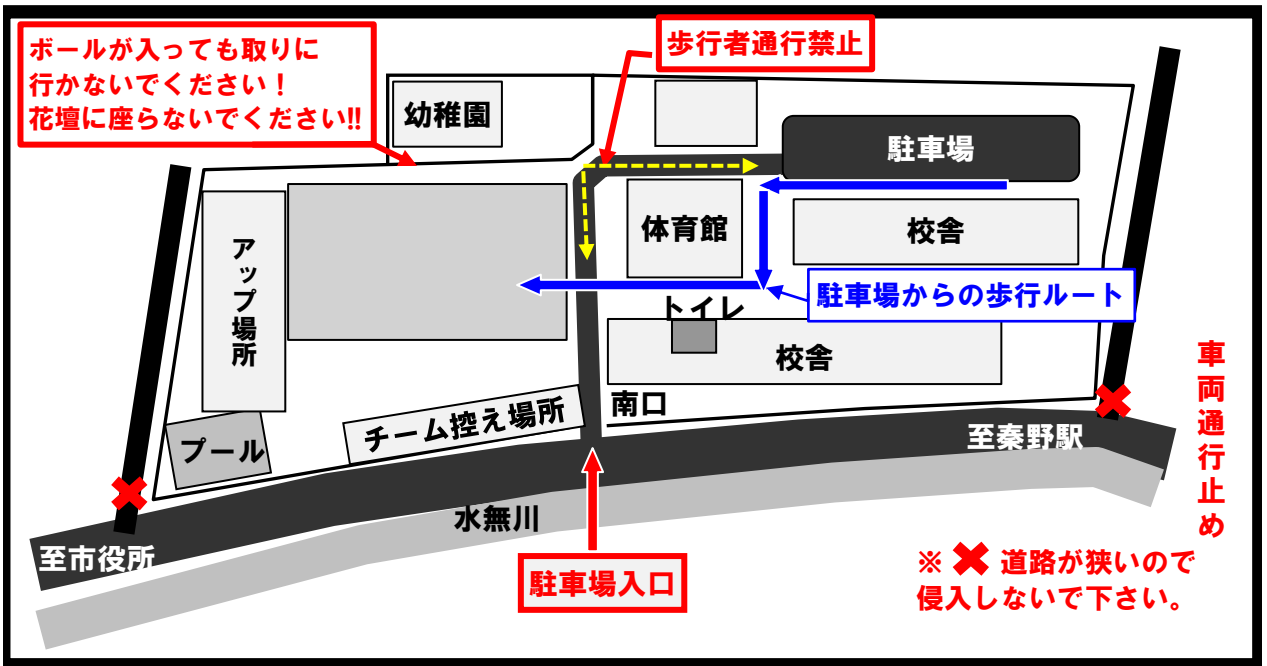 ボールが入っても取りに
行かないでください！
花壇に座らないでください!!
歩行者通行禁止
幼稚園
駐車場
体育館
校舎
アップ場所
駐車場からの歩行ルート
トイレ
校舎
車両通行止め
南口
チーム控え場所
プール
至秦野駅
水無川
至市役所
駐車場入口
※ ✖ 道路が狭いので
侵入しないで下さい。